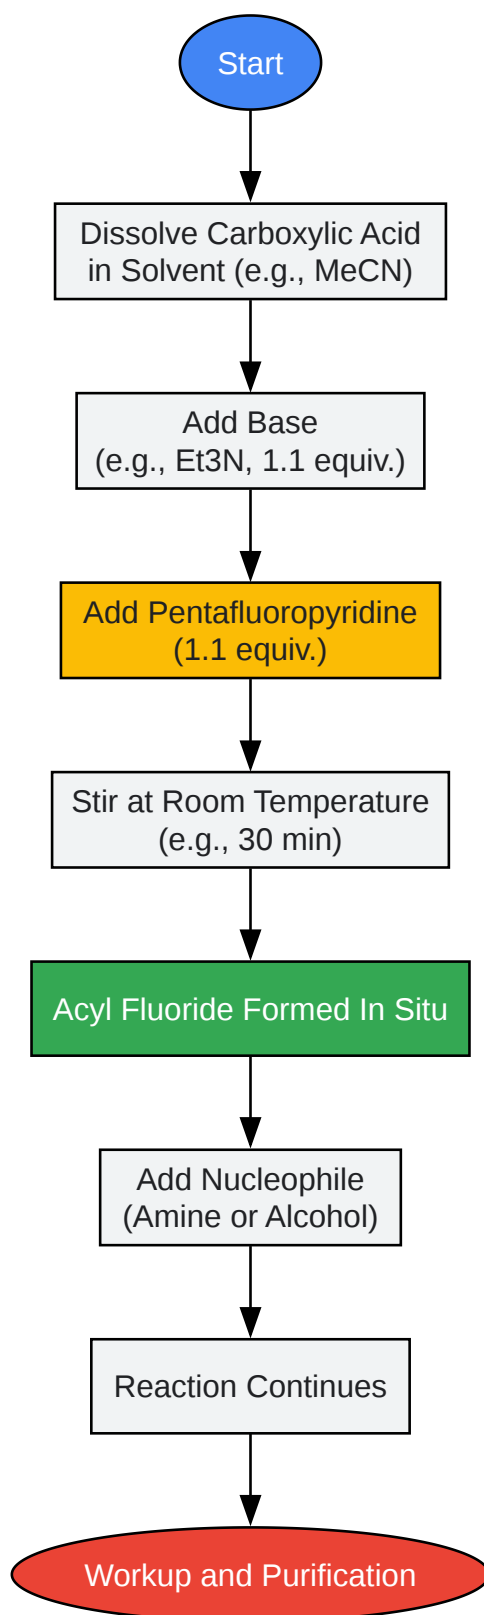 Start
Dissolve Carboxylic Acid
in Solvent (e.g., MeCN)
Add Base
(e.g., Et3N, 1.1 equiv.)
Add Pentafluoropyridine
(1.1 equiv.)
Stir at Room Temperature
(e.g., 30 min)
Acyl Fluoride Formed In Situ
Add Nucleophile
(Amine or Alcohol)
Reaction Continues
Workup and Purification